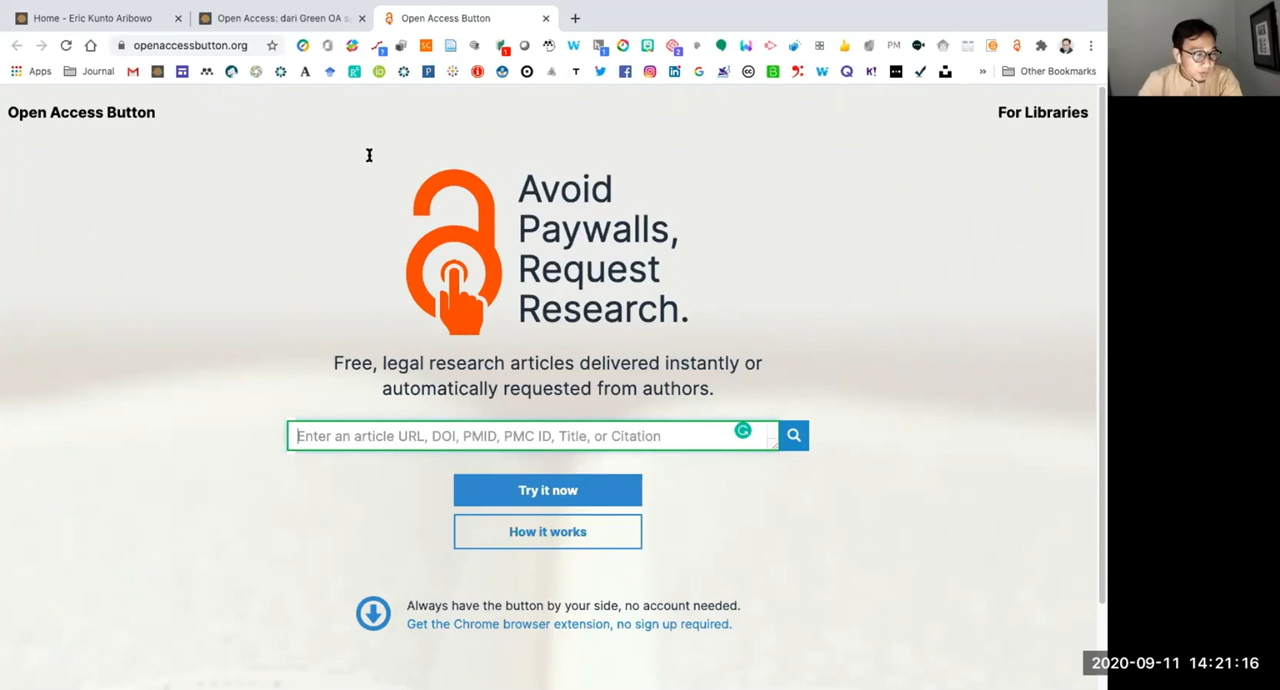 Home - Eric Kunto Aribowo
Open Access: dari Green OA s
Open Access Button
openaccessbutton.org
PM
Apps
Journal
Other Bookmarks
Open Access Button
For Libraries
Avoid
Paywalls,
Request
Research.
Free, legal research articles delivered instantly or
automatically requested from authors.
Enter an article URL, DOI, PMID, PMC ID, Title, or Citation
Try it now
How it works
Always have the button by your side, no account needed.
Get the Chrome browser extension, no sign up required.
2020-09-11 14:21:16